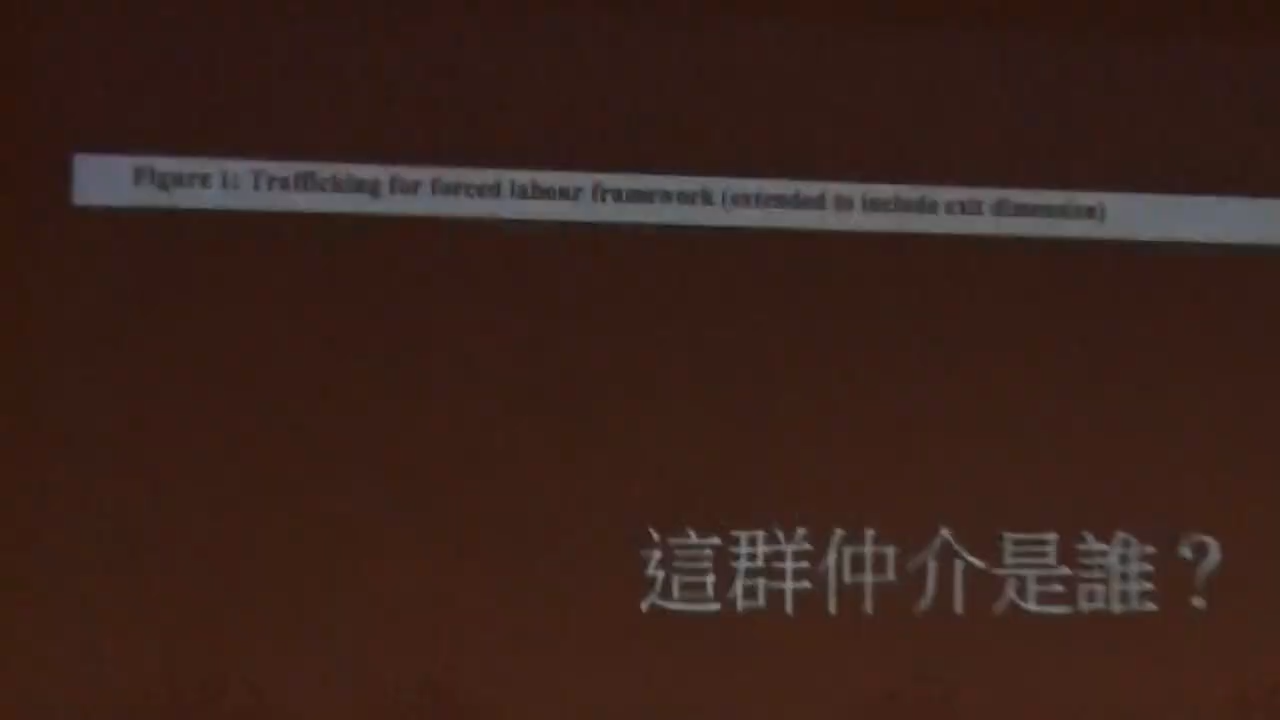 Figure 1: Trafficking for forced labour framework (extended to include exit dimension)
這群仲介是誰？